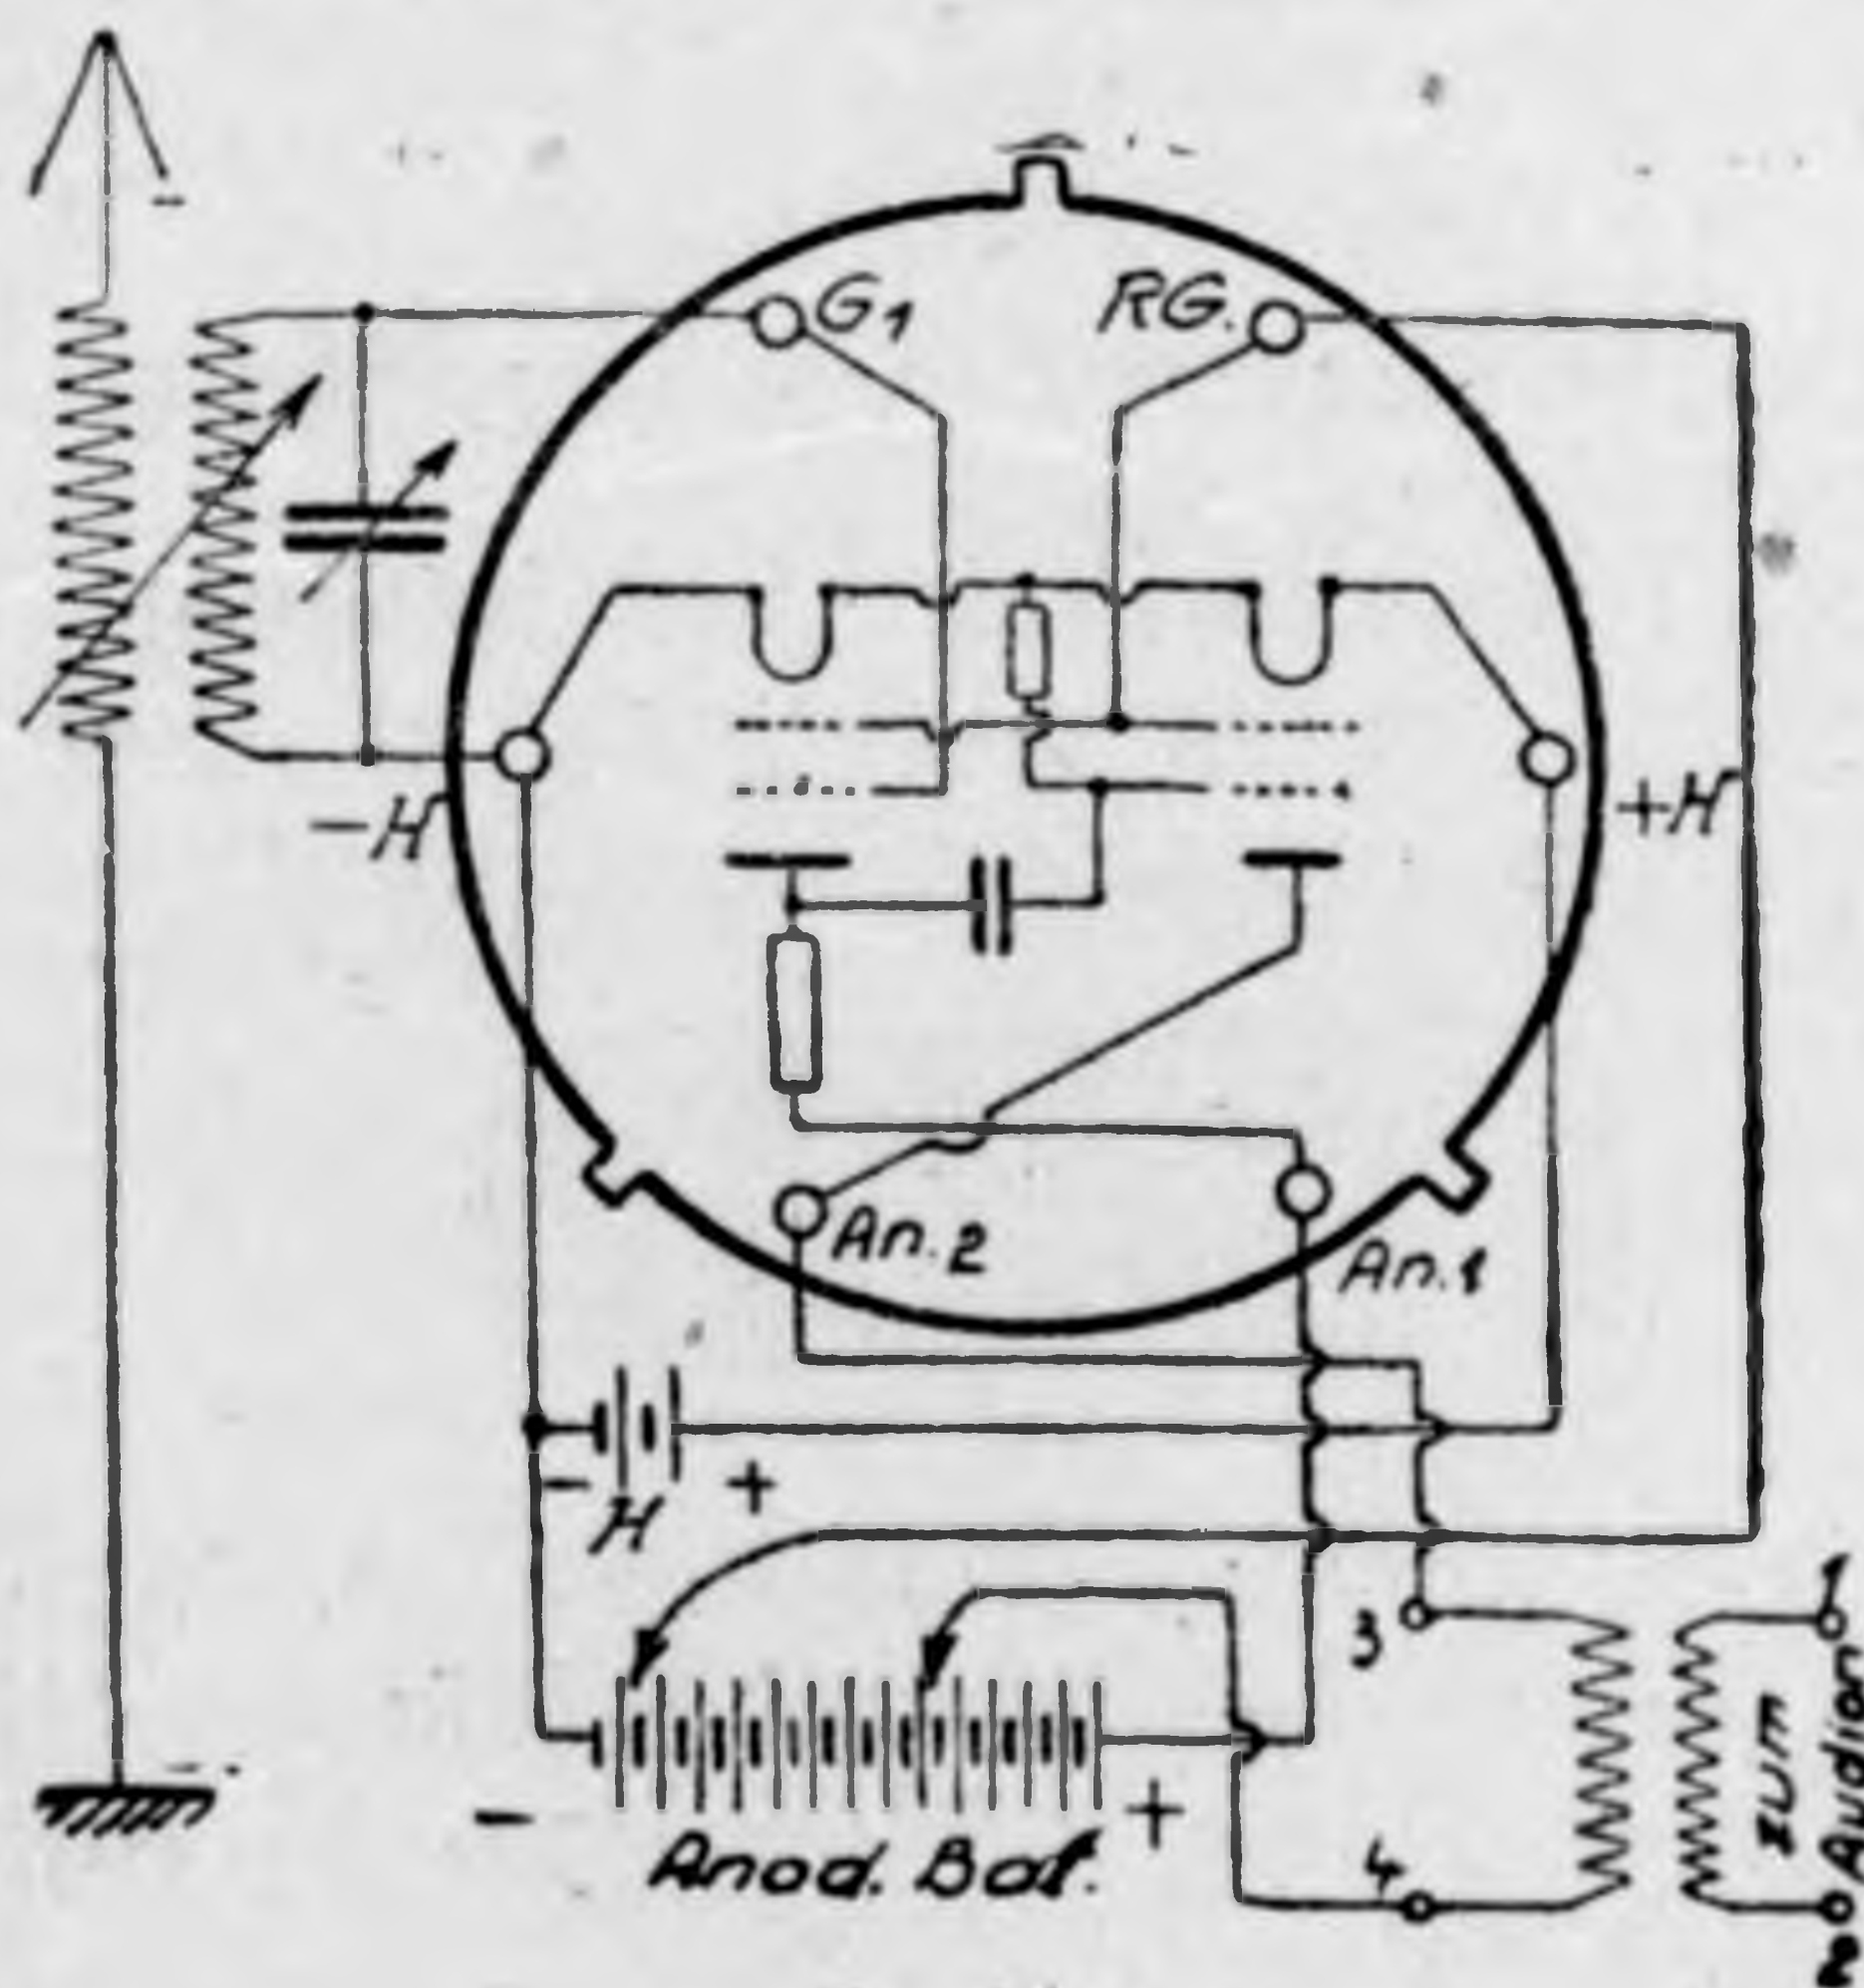 G1
RG.
-H
+H
An.2
An.1
- +
H
3
1
zum
Audion
4
2
- +
Anod. Bat.